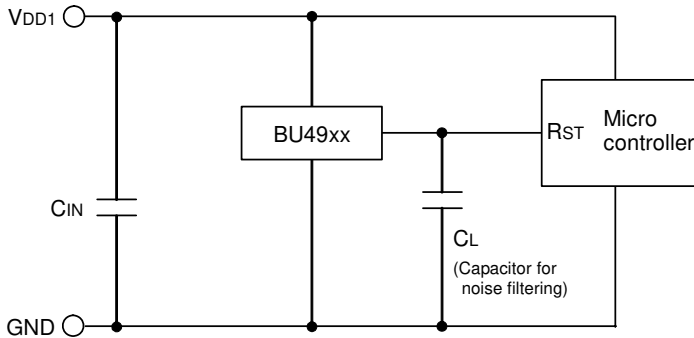 VDD1
BU49xx
RST
Micro
controller
CIN
CL
(Capacitor for
noise filtering)
GND